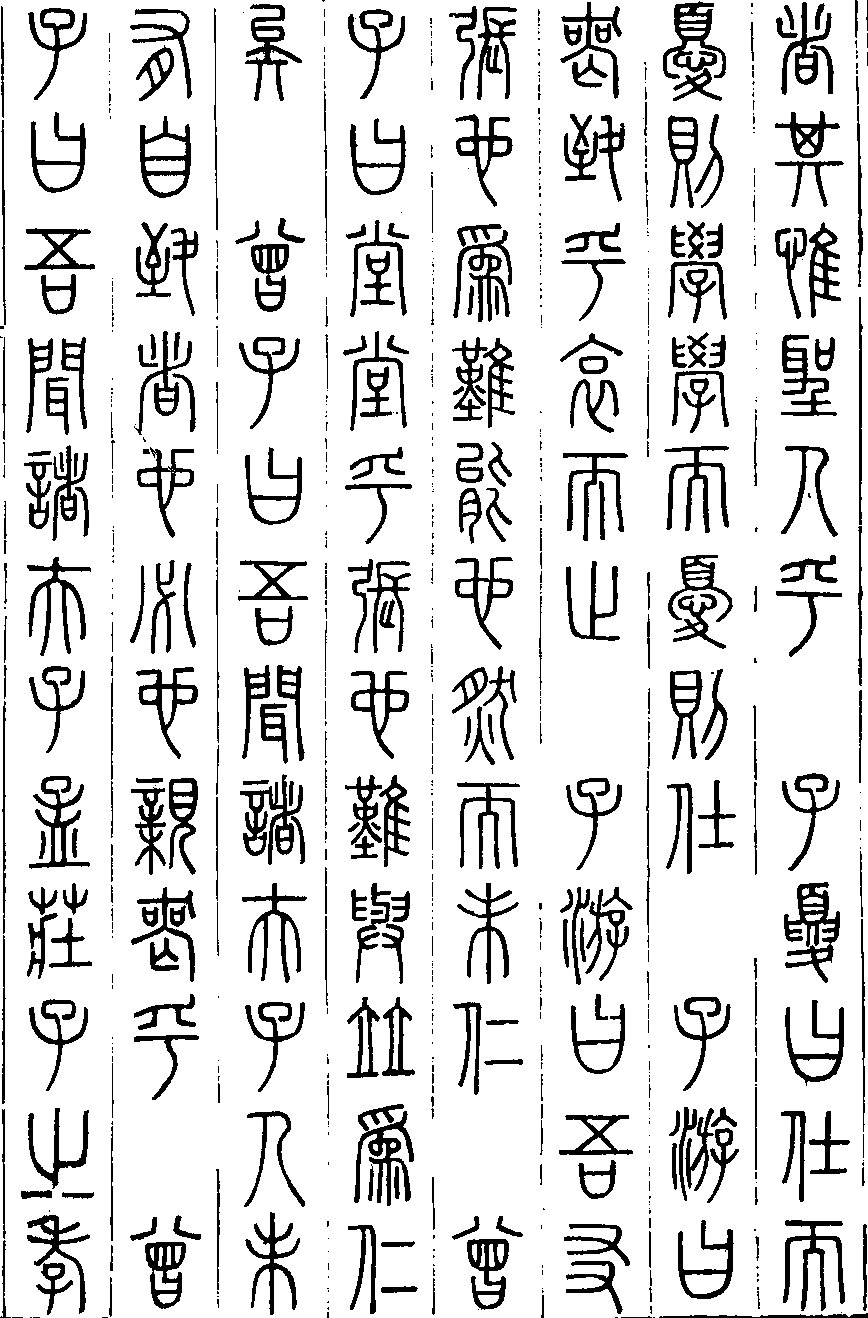 者其惟聖人乎　子夏曰仕而
憂則學學而憂則仕　子游曰
喪致乎哀而止　子游曰吾友
張也為難能也然而未仁　曾
子曰堂堂乎張也難與竝為仁
矣　曾子曰吾聞諸夫子人未
有自致者也必也親喪乎　曾
子曰吾聞諸夫子孟莊子之孝